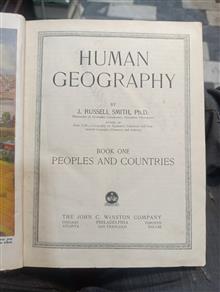 HUMAN
GEOGRAPHY
BY
J. RUSSELL SMITH, Ph.D.
BOOK ONE
PEOPLES AND COUNTRIES
THE JOHN C. WINSTON COMPANY
CHICAGO PHILADELPHIA TORONTO
ATLANTA SAN FRANCISCO DALLAS